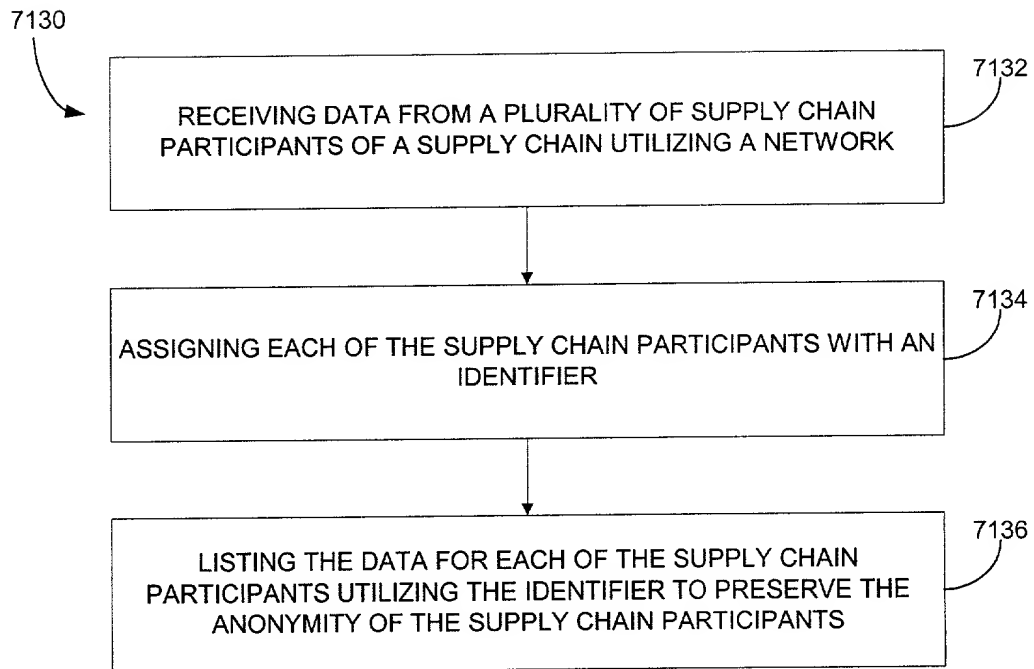 7130
7132
RECEIVING DATA FROM A PLURALITY OF SUPPLY CHAIN
PARTICIPANTS OF A SUPPLY CHAIN UTILIZING A NETWORK
7134
ASSIGNING EACH OF THE SUPPLY CHAIN PARTICIPANTS WITH AN
IDENTIFIER
7136
LISTING THE DATA FOR EACH OF THE SUPPLY CHAIN
PARTICIPANTS UTILIZING THE IDENTIFIER TO PRESERVE THE
ANONYMITY OF THE SUPPLY CHAIN PARTICIPANTS